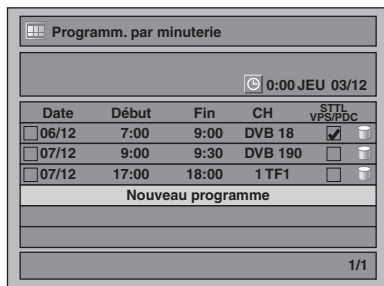 Programm. par minuterie
0:00 JEU 03/12
Date Début Fin CH STTL VPS/PDC
06/12 7:00 9:00 DVB 18
07/12 9:00 9:30 DVB 190
07/12 17:00 18:00 1 TF1
Nouveau programme
1/1